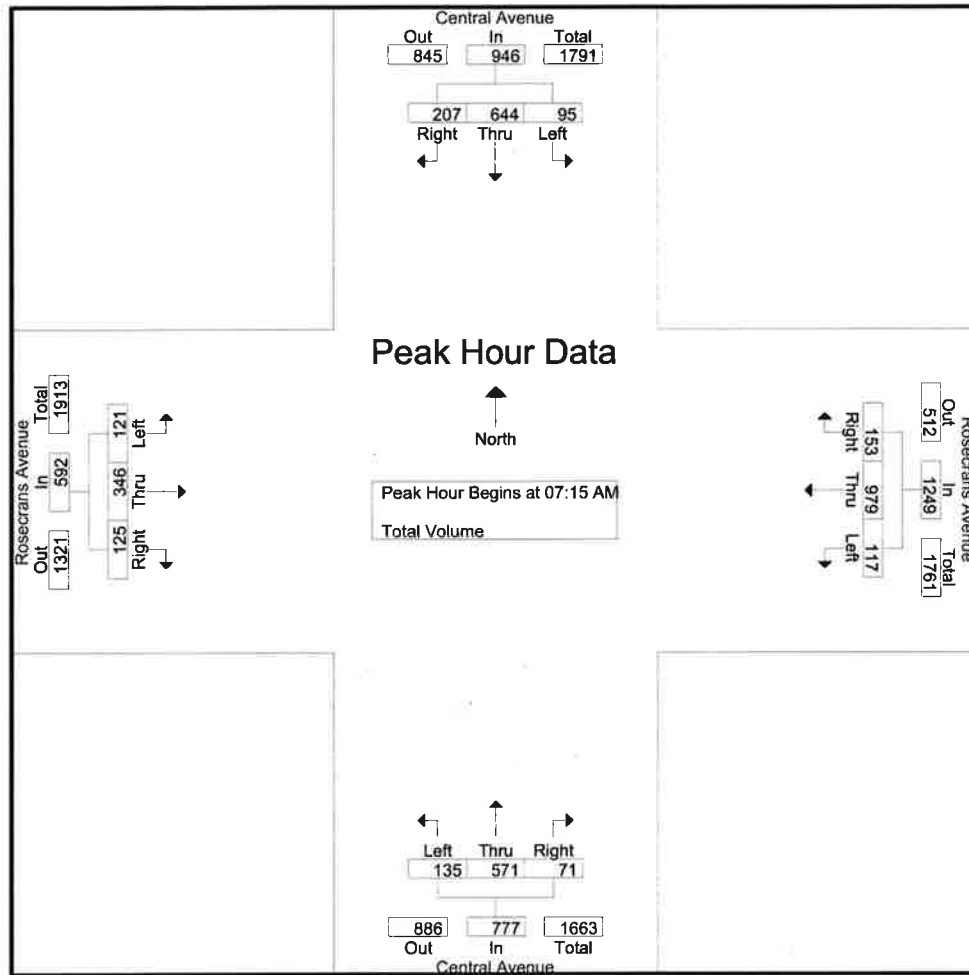 Central Avenue
Out In Total
845 946 1791
207 644 95
Right Thru Left
Peak Hour Data
North
Peak Hour Begins at 07:15 AM
Total Volume
Rosecrans Avenue
Total In Out
1913 592 1321
121 346 125
Left Thru Right
Right Thru Left
153 979 117
Out In Total
512 1249 1761
Rosecrans Avenue
Left Thru Right
135 571 71
886 777 1663
Out In Total
Central Avenue